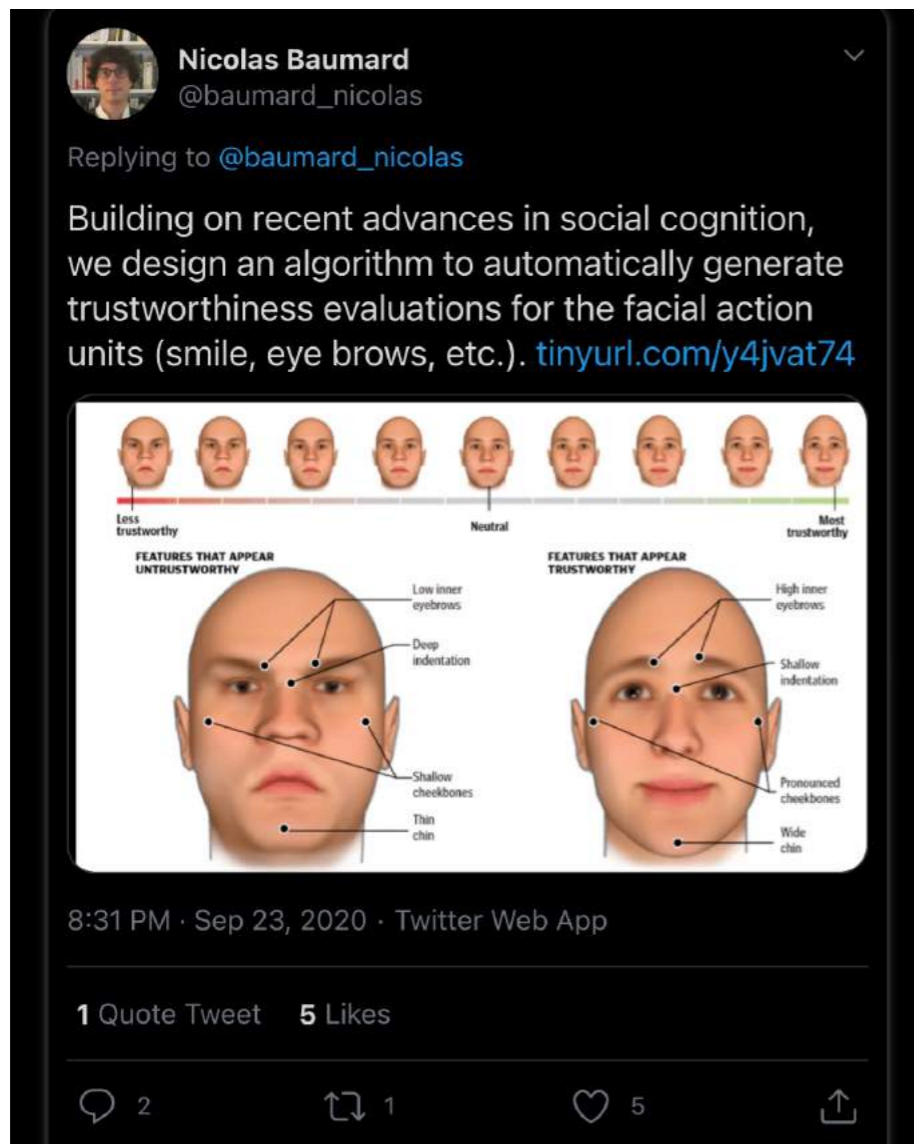 Nicolas Baumard
@baumard_nicolas
Replying to @baumard_nicolas
Building on recent advances in social cognition,
we design an algorithm to automatically generate
trustworthiness evaluations for the facial action
units (smile, eye brows, etc.). tinyurl.com/y4jvat74
Less
trustworthy
Neutral
Most
trustworthy
FEATURES THAT APPEAR
UNTRUSTWORTHY
Low inner
eyebrows
Deep
indentation
Shallow
cheekbones
Thin
chin
FEATURES THAT APPEAR
TRUSTWORTHY
High inner
eyebrows
Shallow
indentation
Pronounced
cheekbones
Wide
chin
8:31 PM · Sep 23, 2020 · Twitter Web App
1 Quote Tweet 5 Likes
2 1 5